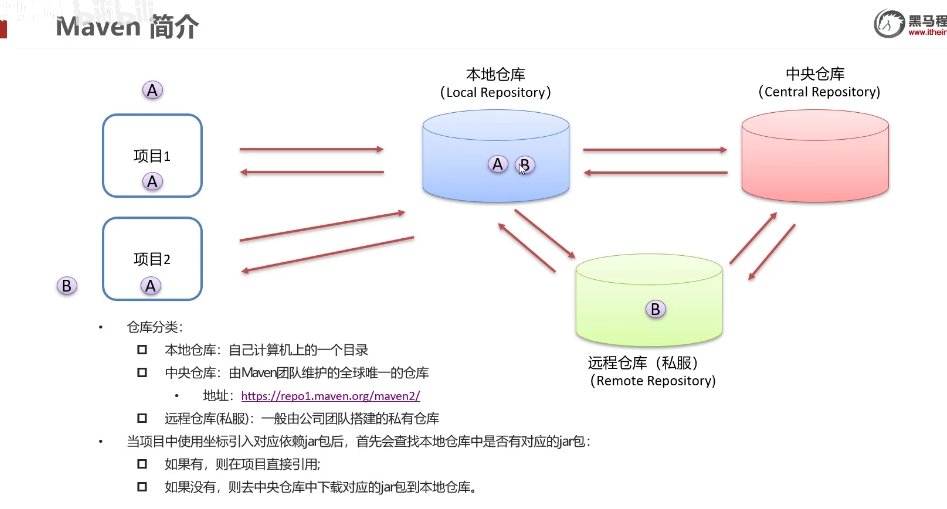 Maven 简介
bilibili
黑马程
www.itheir
A
项目1
A
项目2
A
B
本地仓库
（Local Repository）
A B
中央仓库
（Central Repository)
B
远程仓库（私服）
（Remote Repository)
• 仓库分类：
本地仓库：自己计算机上的一个目录
中央仓库：由Maven团队维护的全球唯一的仓库
• 地址：https://repo1.maven.org/maven2/
远程仓库(私服)：一般由公司团队搭建的私有仓库
• 当项目中使用坐标引入对应依赖jar包后，首先会查找本地仓库中是否有对应的jar包：
如果有，则在项目直接引用;
如果没有，则去中央仓库中下载对应的jar包到本地仓库。